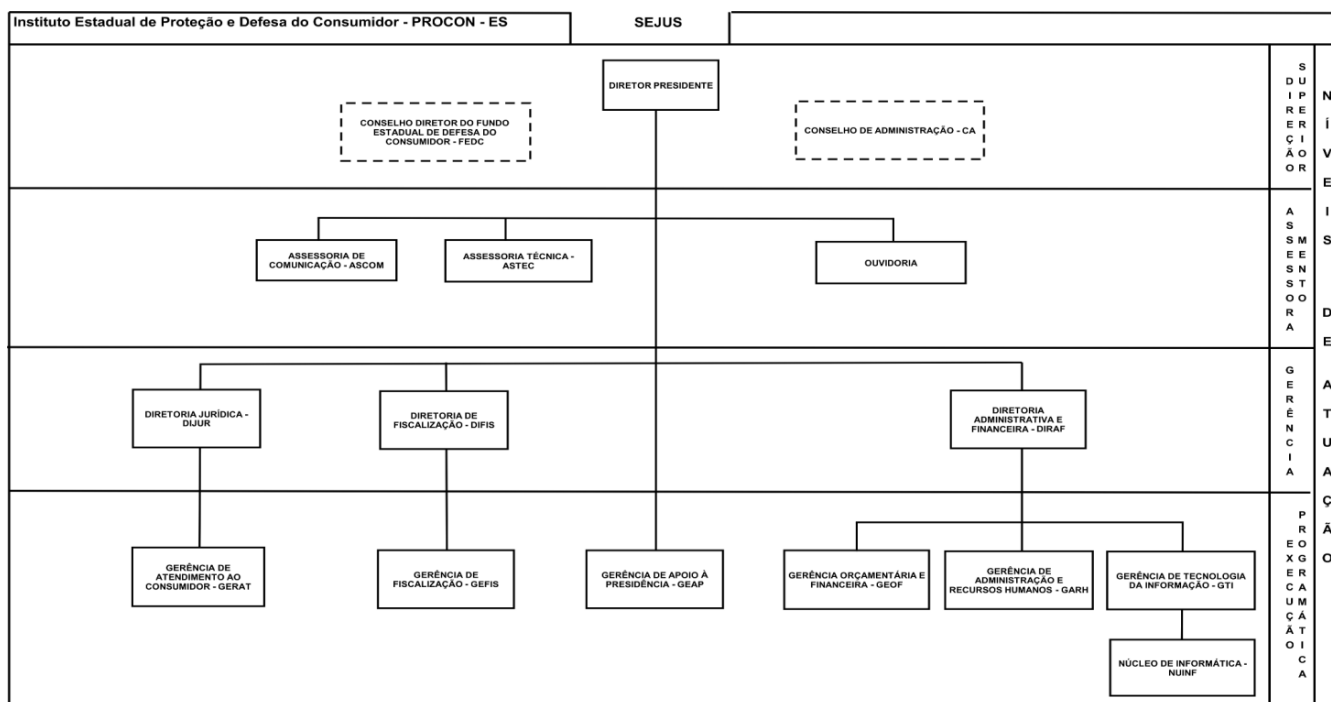 Instituto Estadual de Proteção e Defesa do Consumidor - PROCON - ES
SEJUS
DIRETOR PRESIDENTE
CONSELHO DIRETOR DO FUNDO
ESTADUAL DE DEFESA DO
CONSUMIDOR - FEDC
CONSELHO DE ADMINISTRAÇÃO - CA
DIREÇÃO
SUPERIOR
NÍVEIS DE ATUAÇÃO
ASSESSORIA DE
COMUNICAÇÃO - ASCOM
ASSESSORIA TÉCNICA -
ASTEC
OUVIDORIA
ASSESSORA
MENTO
DIRETORIA JURÍDICA -
DIJUR
DIRETORIA DE
FISCALIZAÇÃO - DIFIS
DIRETORIA
ADMINISTRATIVA E
FINANCEIRA - DIRAF
GERÊNCIA
GERÊNCIA DE
ATENDIMENTO AO
CONSUMIDOR - GERAT
GERÊNCIA DE
FISCALIZAÇÃO - GEFIS
GERÊNCIA DE APOIO À
PRESIDÊNCIA - GEAP
GERÊNCIA ORÇAMENTÁRIA E
FINANCEIRA - GEOF
GERÊNCIA DE
ADMINISTRAÇÃO E
RECURSOS HUMANOS - GARH
GERÊNCIA DE TECNOLOGIA
DA INFORMAÇÃO - GTI
NÚCLEO DE INFORMÁTICA -
NUINF
EXECUÇÃO
PROGRAMÁTICA